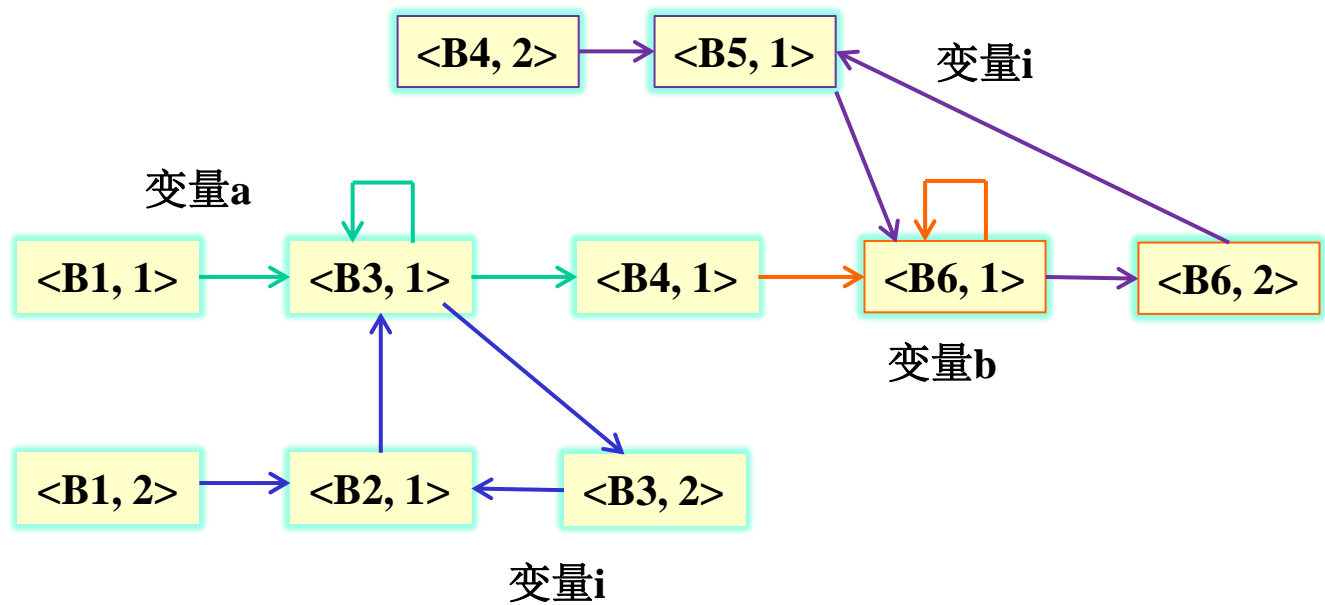 <B4, 2>
<B5, 1>
变量i
变量a
<B1, 1>
<B3, 1>
<B4, 1>
<B6, 1>
<B6, 2>
变量b
<B1, 2>
<B2, 1>
<B3, 2>
变量i